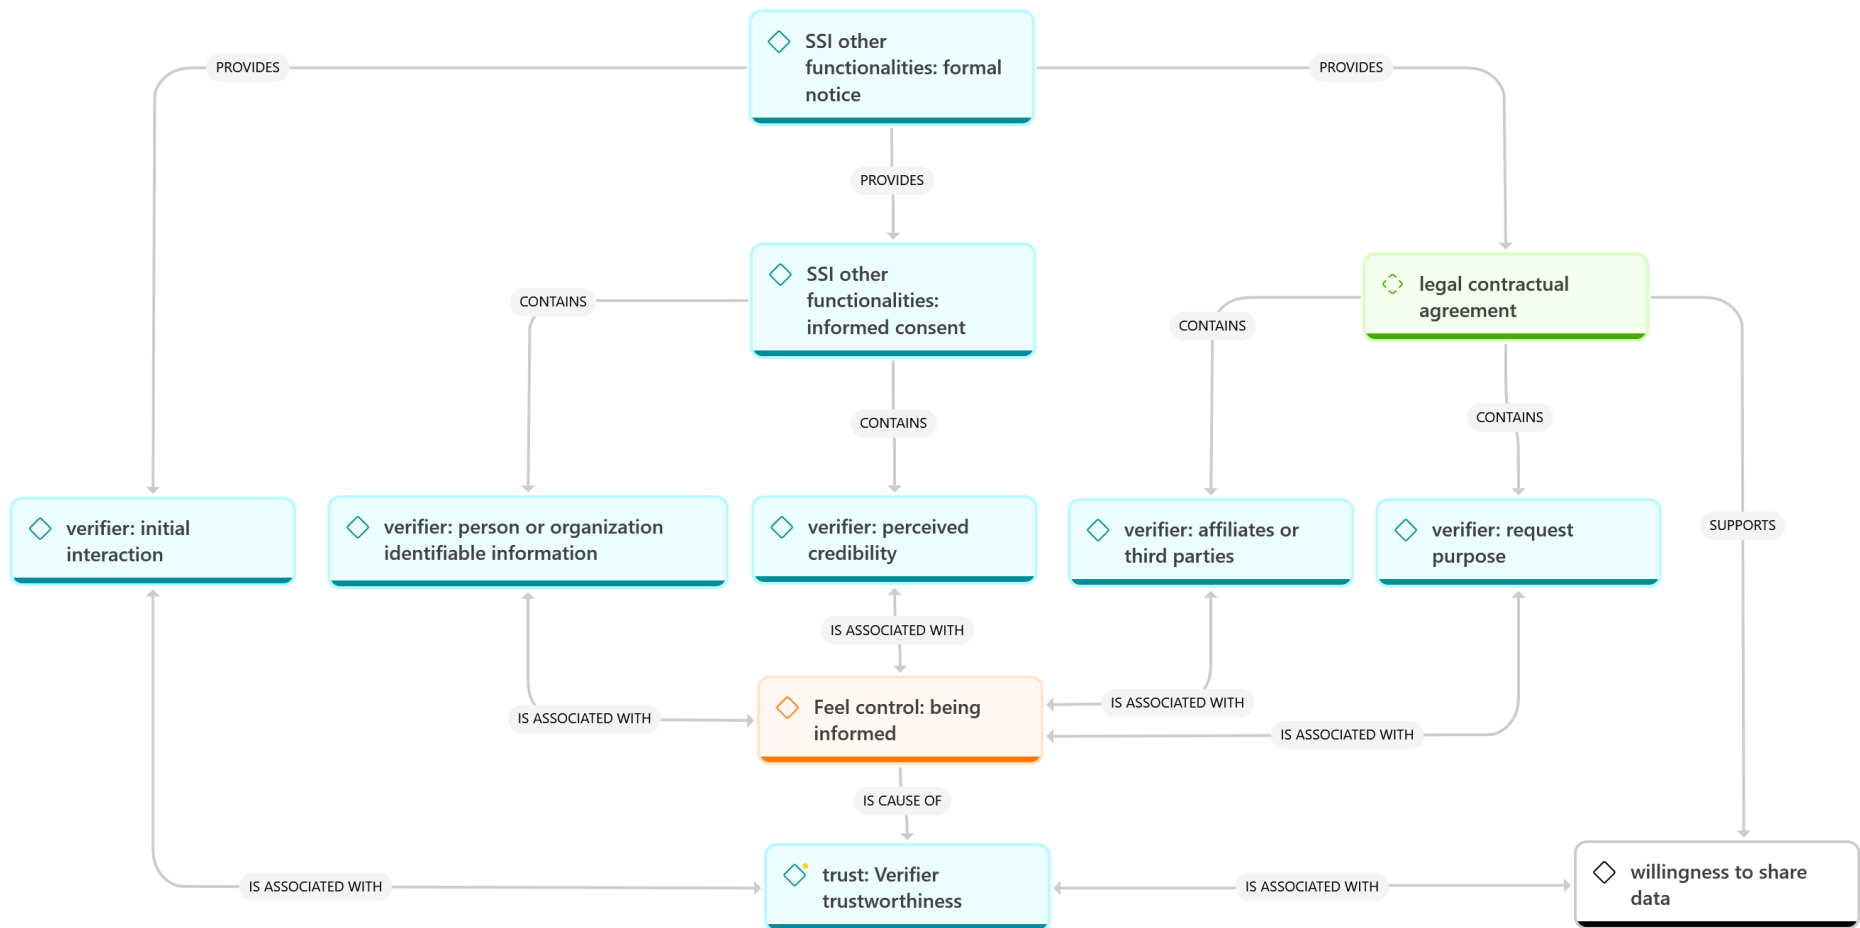 SSI other
functionalities: formal
notice
PROVIDES
PROVIDES
PROVIDES
SSI other
functionalities:
informed consent
legal contractual
agreement
CONTAINS
CONTAINS
CONTAINS
CONTAINS
verifier: initial
interaction
verifier: person or organization
identifiable information
verifier: perceived
credibility
verifier: affiliates or
third parties
verifier: request
purpose
SUPPORTS
IS ASSOCIATED WITH
IS ASSOCIATED WITH
IS ASSOCIATED WITH
IS ASSOCIATED WITH
Feel control: being
informed
IS CAUSE OF
trust: Verifier
trustworthiness
IS ASSOCIATED WITH
IS ASSOCIATED WITH
willingness to share
data